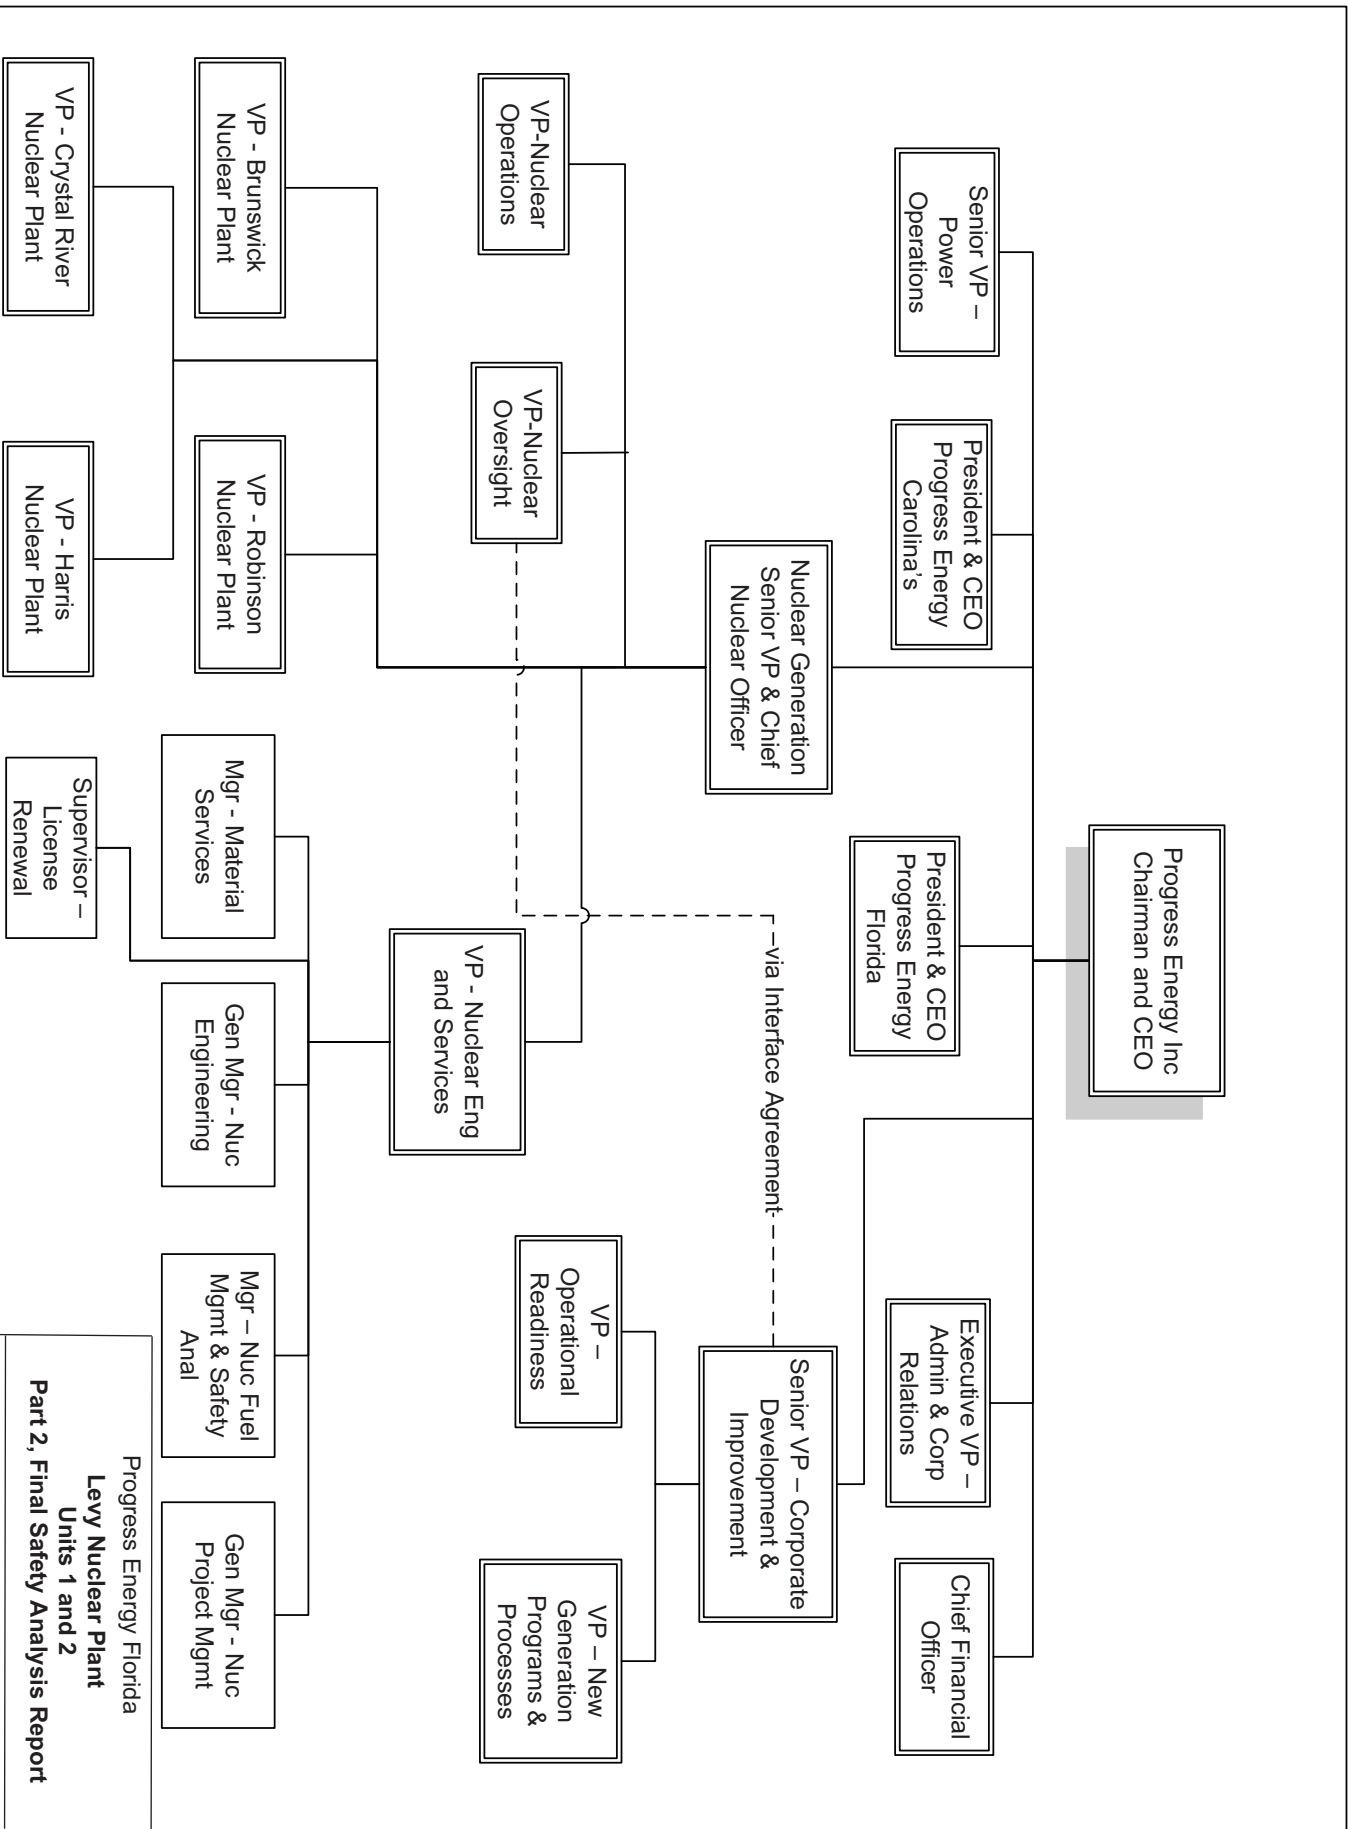 Progress Energy Inc
Chairman and CEO
Senior VP –
Power
Operations
President & CEO
Progress Energy
Carolina's
President & CEO
Progress Energy
Florida
Executive VP –
Admin & Corp
Relations
Chief Financial
Officer
Nuclear Generation
Senior VP & Chief
Nuclear Officer
via Interface Agreement
Senior VP – Corporate
Development &
Improvement
VP-Nuclear
Operations
VP-Nuclear
Oversight
VP –
Operational
Readiness
VP – New
Generation
Programs &
Processes
VP - Nuclear Eng
and Services
VP - Brunswick
Nuclear Plant
VP - Robinson
Nuclear Plant
Mgr - Material
Services
Gen Mgr - Nuc
Engineering
Mgr – Nuc Fuel
Mgmt & Safety
Anal
Gen Mgr - Nuc
Project Mgmt
VP - Crystal River
Nuclear Plant
VP - Harris
Nuclear Plant
Supervisor –
License
Renewal
Progress Energy Florida
Levy Nuclear Plant
Units 1 and 2
Part 2, Final Safety Analysis Report